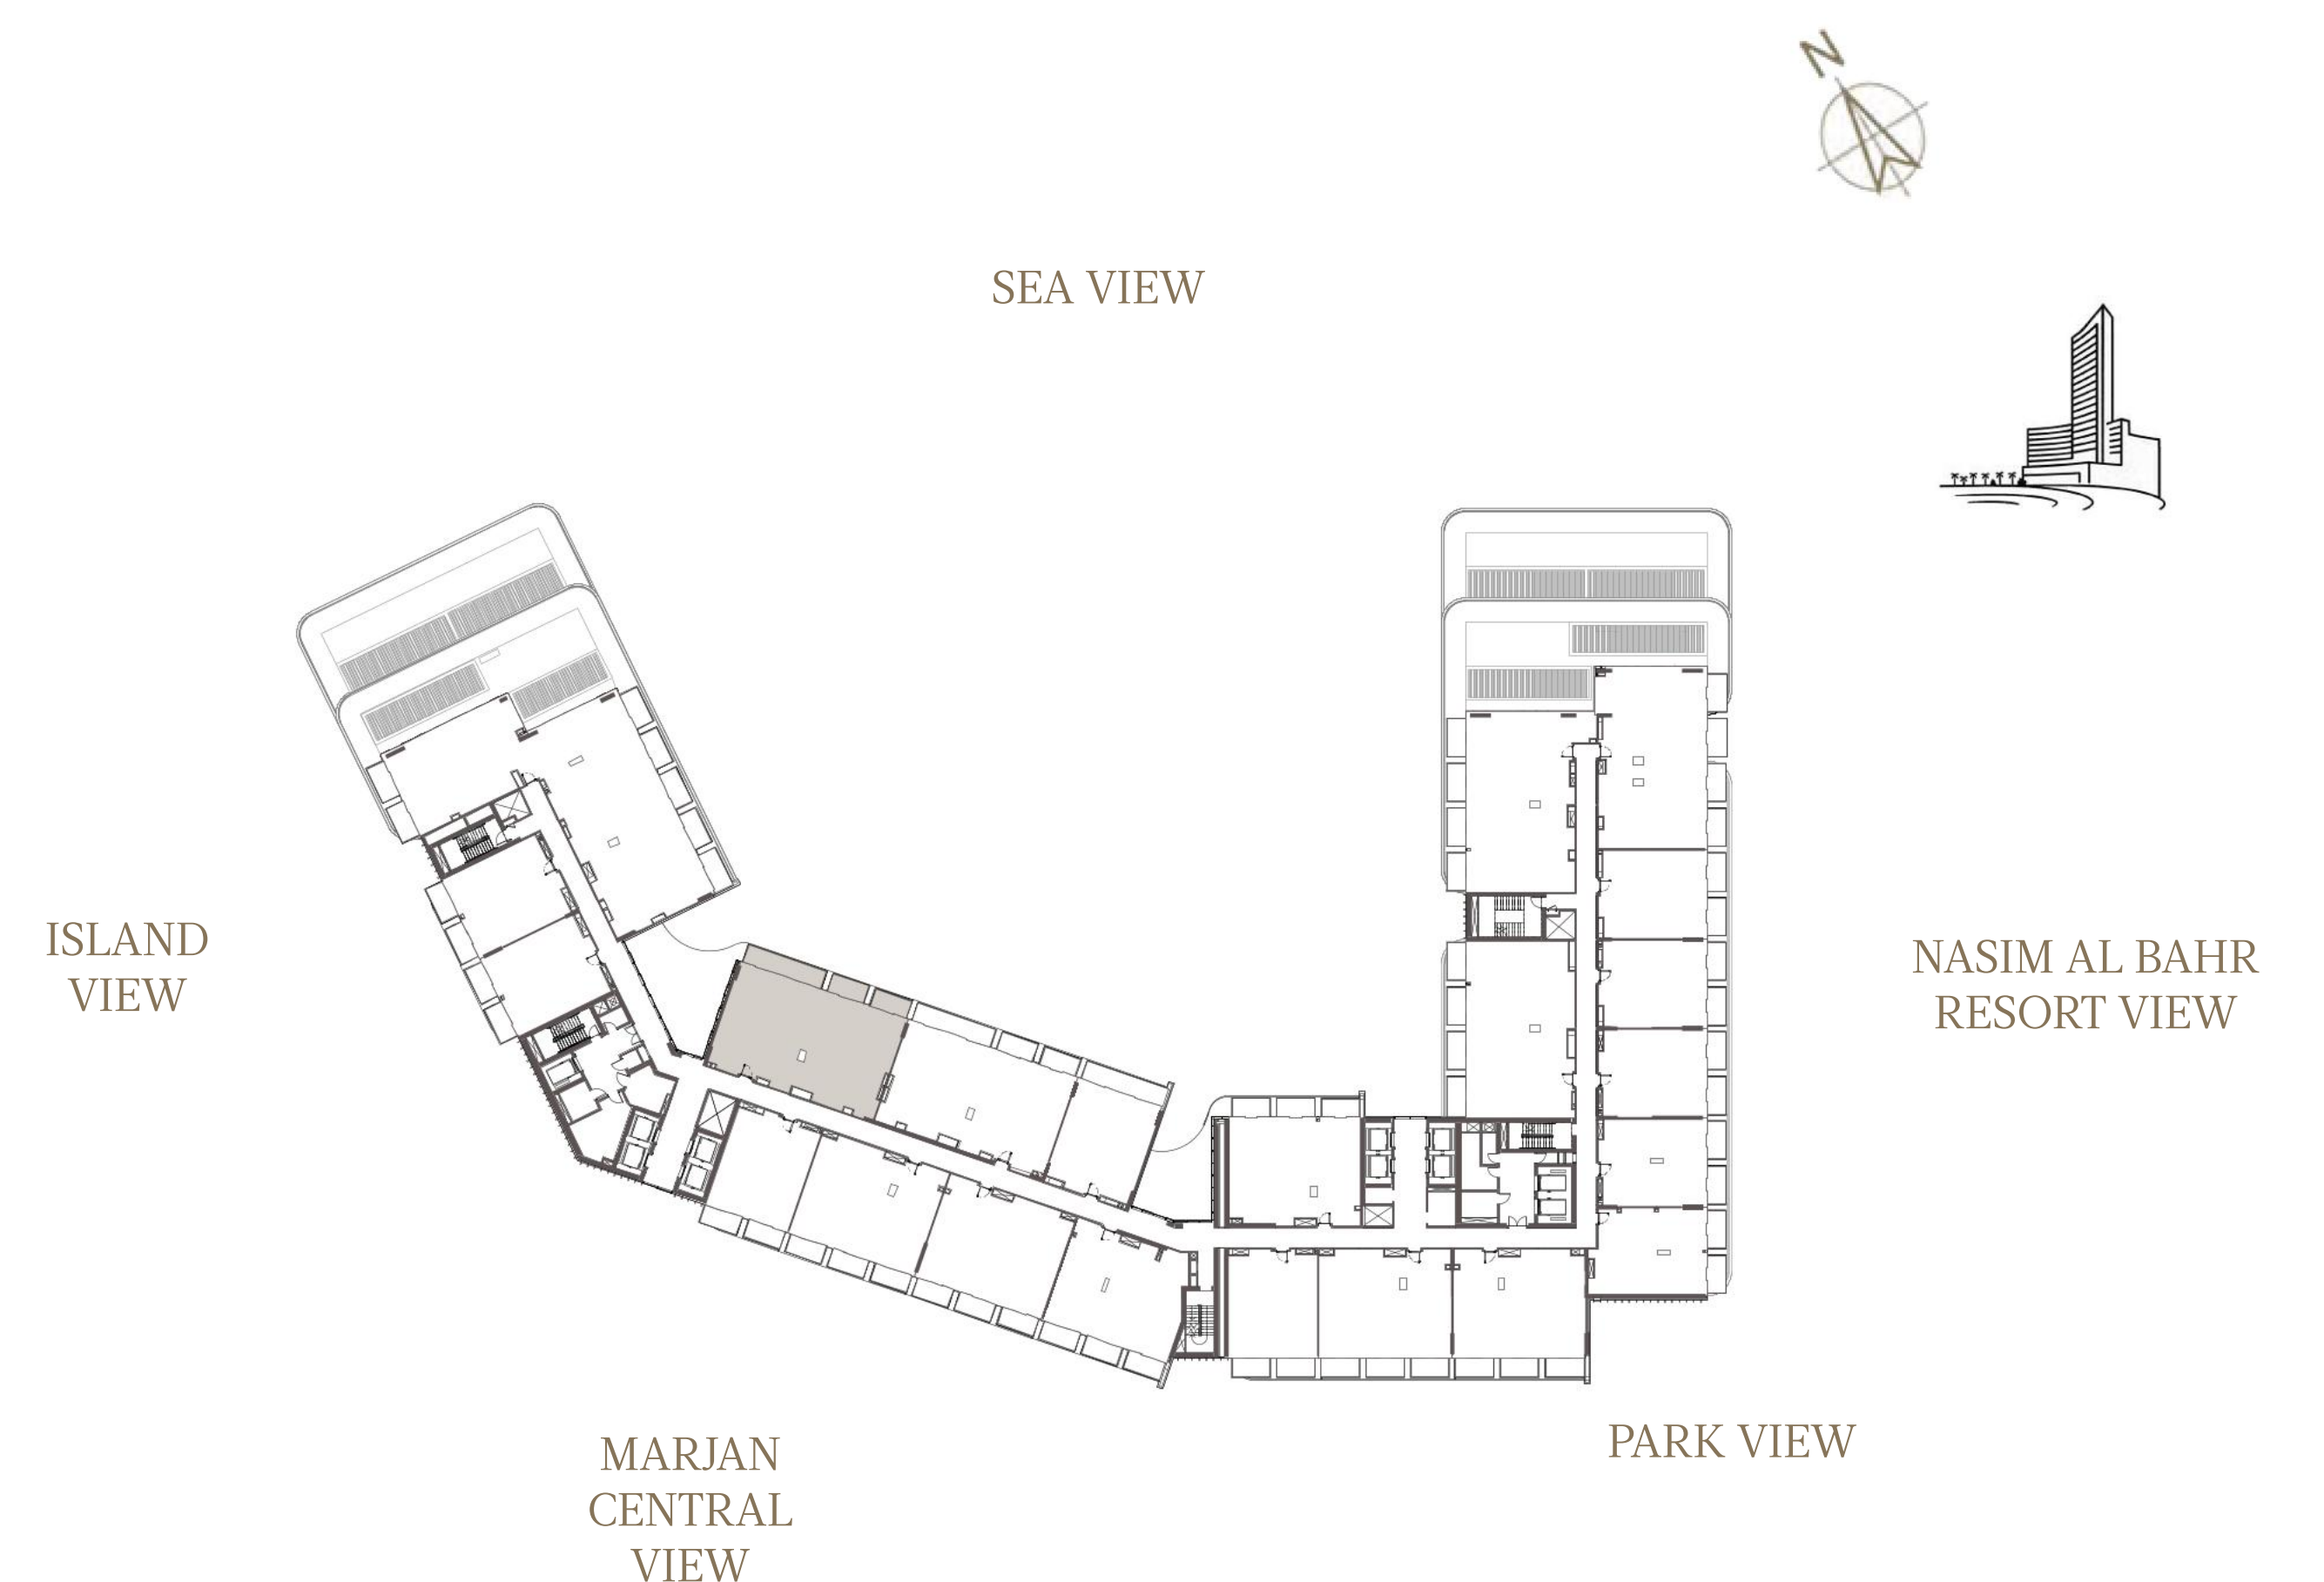 N
SEA VIEW
ISLAND
VIEW
NASIM AL BAHR
RESORT VIEW
PARK VIEW
MARJAN
CENTRAL
VIEW